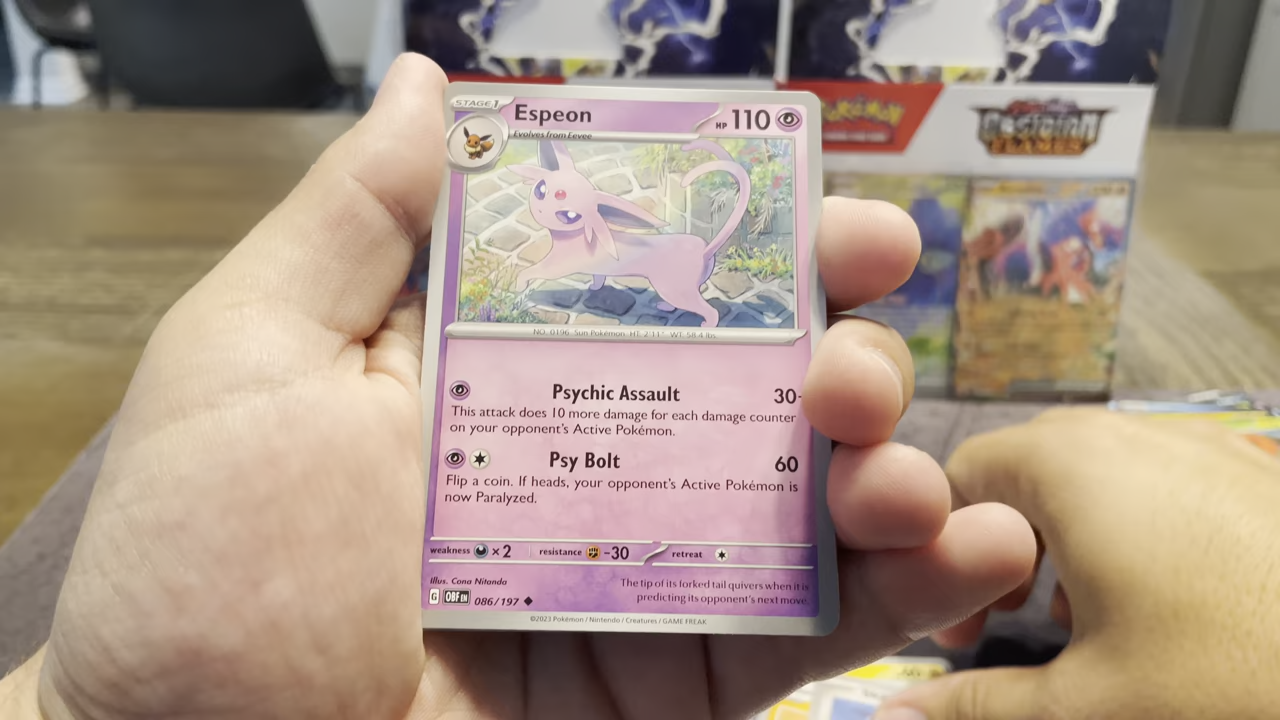 STAGE 1
Espeon
HP 110
Evolves from Eevee
POKÉMON
OBSIDIAN
FLAMES
NO. 0196 Sun Pokémon HT: 2'11" WT: 58.4 lbs.
Psychic Assault 30
This attack does 10 more damage for each damage counter
on your opponent's Active Pokémon.
Psy Bolt 60
Flip a coin. If heads, your opponent's Active Pokémon is
now Paralyzed.
weakness ×2 resistance -30 retreat
Illus. Cona Nitanda
The tip of its forked tail quivers when it is
predicting its opponent's next move.
G OBF EN 086/197
©2023 Pokémon / Nintendo / Creatures / GAME FREAK